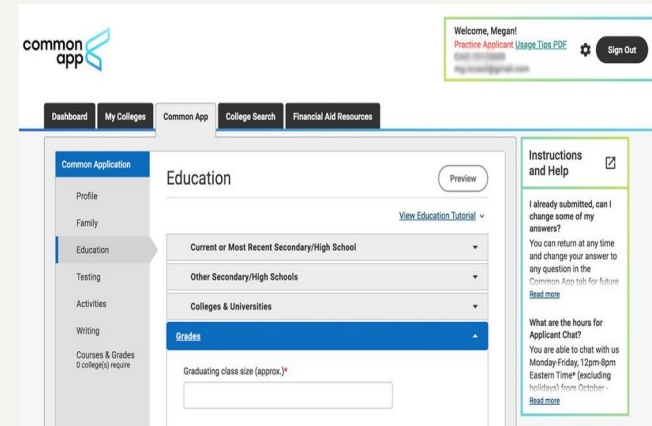 common
app
Welcome, Megan!
Practice Applicant Usage Tips PDF
Sign Out
Dashboard
My Colleges
Common App
College Search
Financial Aid Resources
Common Application
Profile
Family
Education
Testing
Activities
Writing
Courses & Grades
0 college(s) require
Education
Preview
View Education Tutorial
Current or Most Recent Secondary/High School
Other Secondary/High Schools
Colleges & Universities
Grades
Graduating class size (approx.)*
Instructions
and Help
I already submitted, can I
change some of my
answers?
You can return at any time
and change your answer to
any question in the
Common App tab for future
Read more
What are the hours for
Applicant Chat?
You are able to chat with us
Monday-Friday, 12pm-8pm
Eastern Time* (excluding
holidays) from October -
Read more